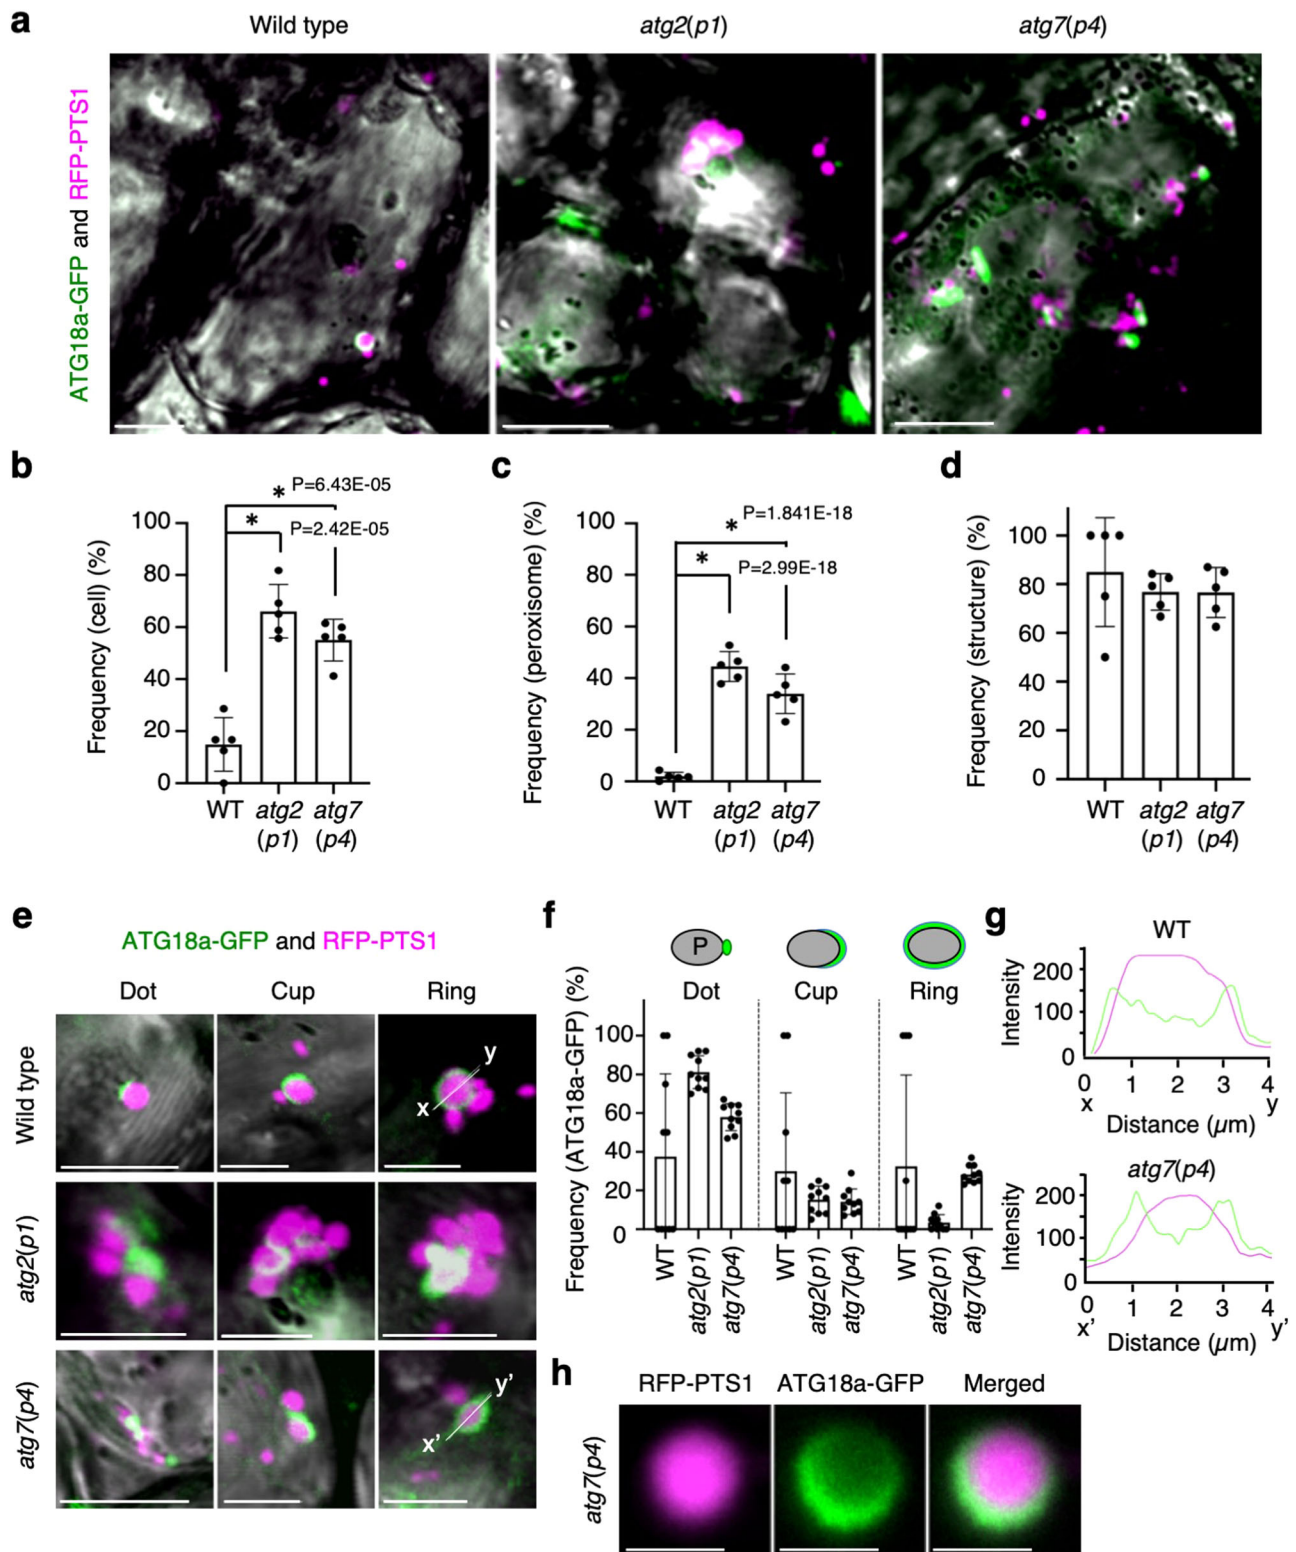 a
Wild type
atg2(p1)
atg7(p4)
ATG18a-GFP and RFP-PTS1
b
Frequency (cell) (%)
100
80
60
40
20
0
* P=6.43E-05
* P=2.42E-05
WT
atg2
(p1)
atg7
(p4)
c
Frequency (peroxisome) (%)
100
80
60
40
20
0
* P=1.841E-18
* P=2.99E-18
WT
atg2
(p1)
atg7
(p4)
d
Frequency (structure) (%)
100
80
60
40
20
0
WT
atg2
(p1)
atg7
(p4)
e
ATG18a-GFP and RFP-PTS1
Dot
Cup
Ring
Wild type
x
y
atg2(p1)
atg7(p4)
x'
y'
f
P
Dot
Cup
Ring
Frequency (ATG18a-GFP) (%)
100
80
60
40
20
0
WT
atg2(p1)
atg7(p4)
WT
atg2(p1)
atg7(p4)
WT
atg2(p1)
atg7(p4)
g
WT
Intensity
200
100
0
0 1 2 3 4
x y
Distance (µm)
atg7(p4)
Intensity
200
100
0
0 1 2 3 4
x' y'
Distance (µm)
h
RFP-PTS1
ATG18a-GFP
Merged
atg7(p4)